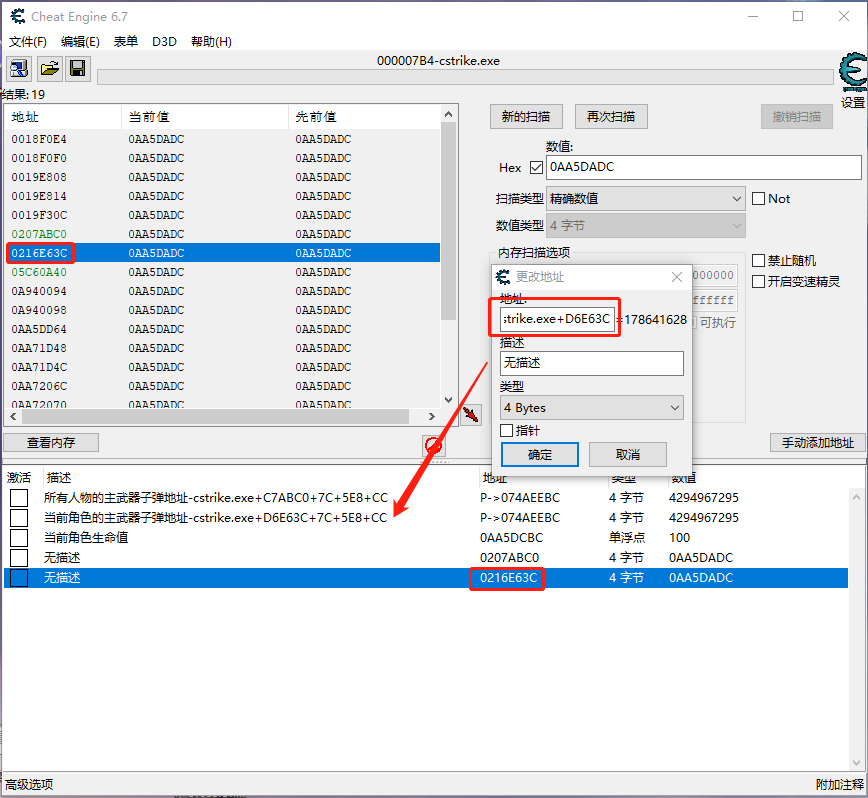 Cheat Engine 6.7
文件(F) 编辑(E) 表单 D3D 帮助(H)
000007B4-cstrike.exe
结果: 19
设置
地址 当前值 先前值
0018F0E4 0AA5DADC 0AA5DADC
0018F0F0 0AA5DADC 0AA5DADC
0019E808 0AA5DADC 0AA5DADC
0019E814 0AA5DADC 0AA5DADC
0019F30C 0AA5DADC 0AA5DADC
0207ABC0 0AA5DADC 0AA5DADC
0216E63C 0AA5DADC 0AA5DADC
05C60A40 0AA5DADC 0AA5DADC
0A940094 0AA5DADC 0AA5DADC
0A940098 0AA5DADC 0AA5DADC
0AA5DD64 0AA5DADC 0AA5DADC
0AA71D48 0AA5DADC 0AA5DADC
0AA71D4C 0AA5DADC 0AA5DADC
0AA7206C 0AA5DADC 0AA5DADC
0AA72070 0AA5DADC 0AA5DADC
新的扫描 再次扫描 撤销扫描
数值:
Hex 0AA5DADC
扫描类型 精确数值 Not
数值类型 4 字节
内存扫描选项
000000
ffffff
可执行
禁止随机
开启变速精灵
更改地址
地址:
strike.exe+D6E63C =178641628
描述
无描述
类型
4 Bytes
指针
确定 取消
查看内存 手动添加地址
激活 描述 地址 类型 数值
所有人物的主武器子弹地址-cstrike.exe+C7ABC0+7C+5E8+CC P->074AEEBC 4 字节 4294967295
当前角色的主武器子弹地址-cstrike.exe+D6E63C+7C+5E8+CC P->074AEEBC 4 字节 4294967295
当前角色生命值 0AA5DCBC 单浮点 100
无描述 0207ABC0 4 字节 0AA5DADC
无描述 0216E63C 4 字节 0AA5DADC
高级选项 附加注释